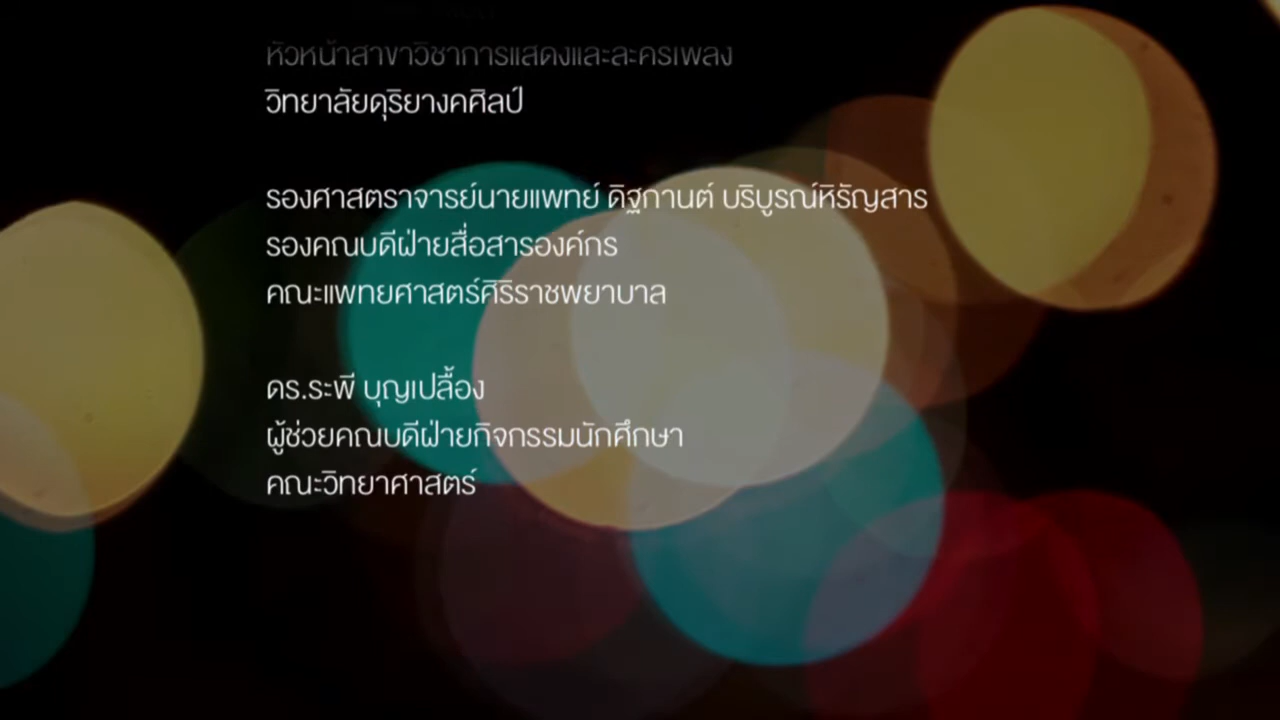 หัวหน้าสาขาวิชาการแสดงและละครเพลง
วิทยาลัยดุริยางคศิลป์
รองศาสตราจารย์นายแพทย์ ดิฐกานต์ บริบูรณ์หิรัญสาร
รองคณบดีฝ่ายสื่อสารองค์กร
คณะแพทยศาสตร์ศิริราชพยาบาล
ดร.ระพี บุญเปลื้อง
ผู้ช่วยคณบดีฝ่ายกิจกรรมนักศึกษา
คณะวิทยาศาสตร์